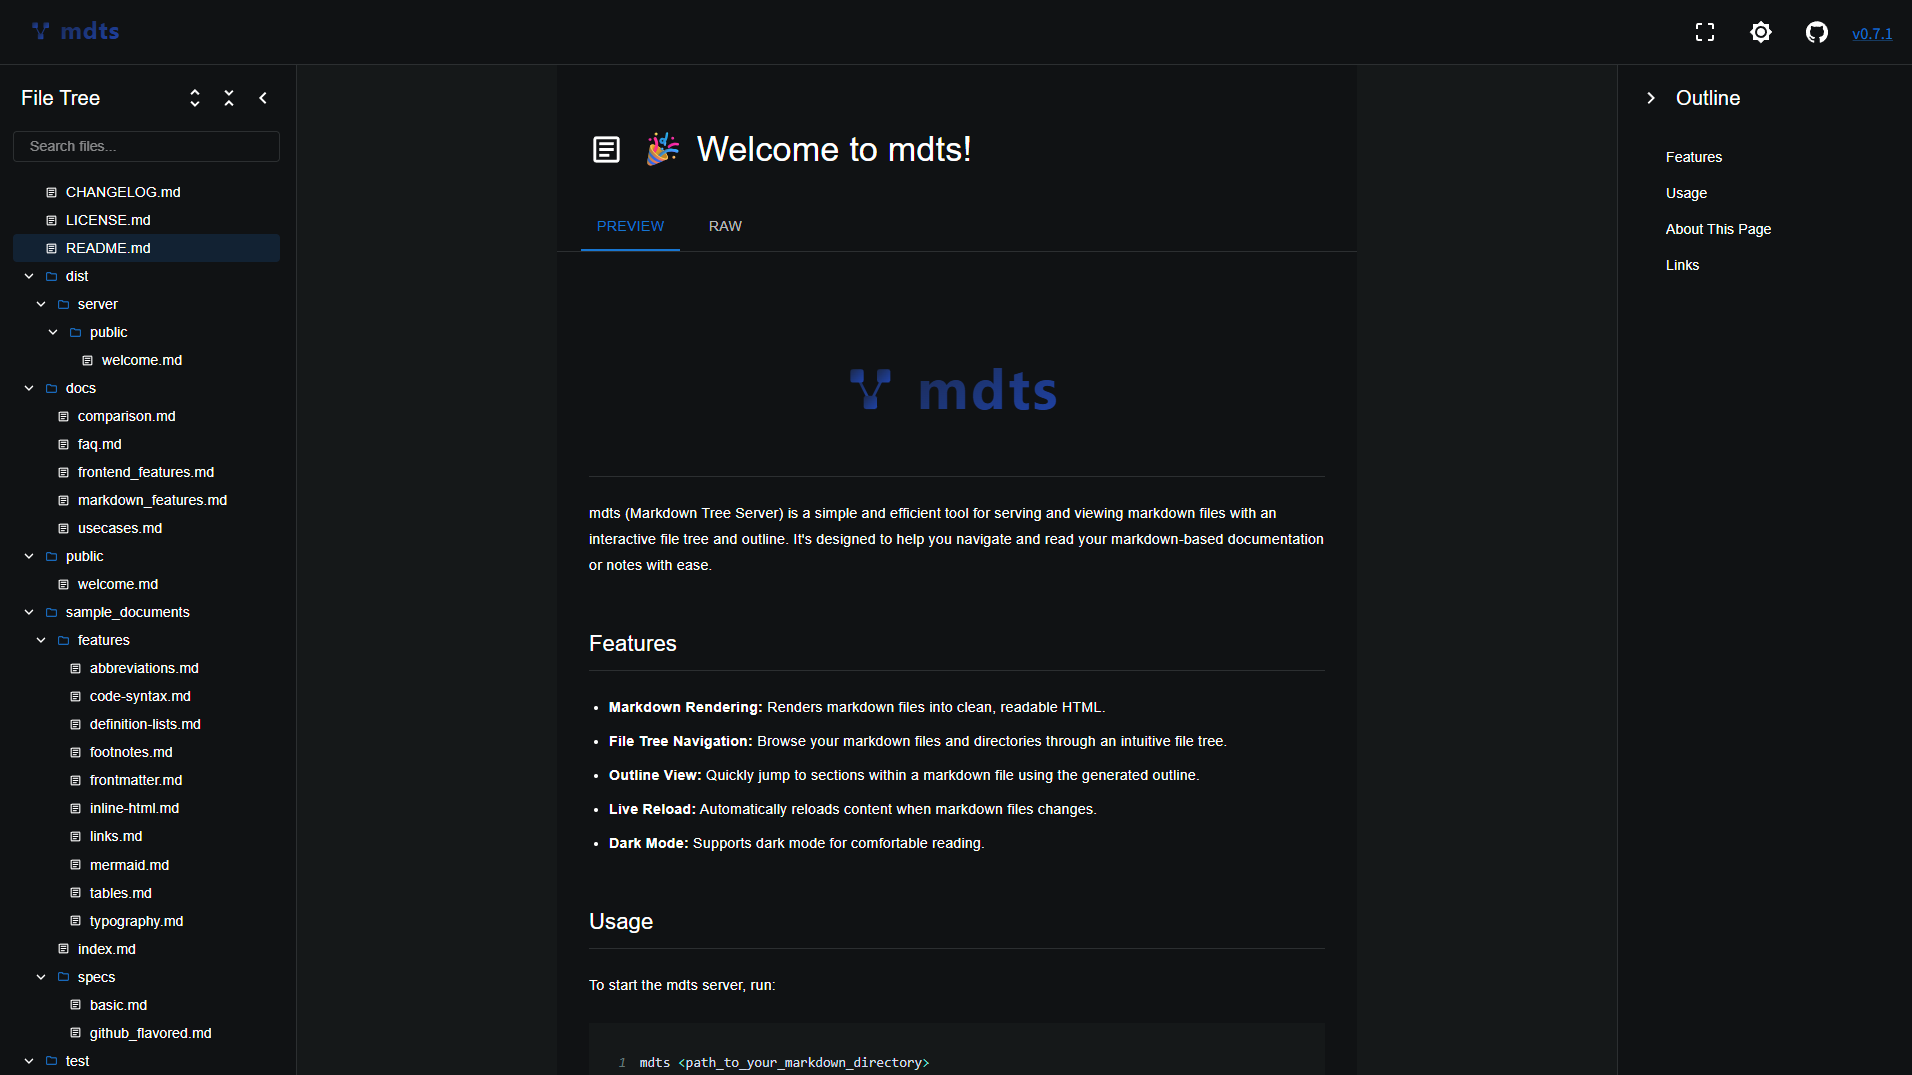 mdts
v0.7.1
File Tree
Search files...
CHANGELOG.md
LICENSE.md
README.md
dist
server
public
welcome.md
docs
comparison.md
faq.md
frontend_features.md
markdown_features.md
usecases.md
public
welcome.md
sample_documents
features
abbreviations.md
code-syntax.md
definition-lists.md
footnotes.md
frontmatter.md
inline-html.md
links.md
mermaid.md
tables.md
typography.md
index.md
specs
basic.md
github_flavored.md
test
🎉 Welcome to mdts!
PREVIEW
RAW
mdts
mdts (Markdown Tree Server) is a simple and efficient tool for serving and viewing markdown files with an
interactive file tree and outline. It's designed to help you navigate and read your markdown-based documentation
or notes with ease.
Features
• Markdown Rendering: Renders markdown files into clean, readable HTML.
• File Tree Navigation: Browse your markdown files and directories through an intuitive file tree.
• Outline View: Quickly jump to sections within a markdown file using the generated outline.
• Live Reload: Automatically reloads content when markdown files changes.
• Dark Mode: Supports dark mode for comfortable reading.
Usage
To start the mdts server, run:
1 mdts <path_to_your_markdown_directory>
Outline
Features
Usage
About This Page
Links